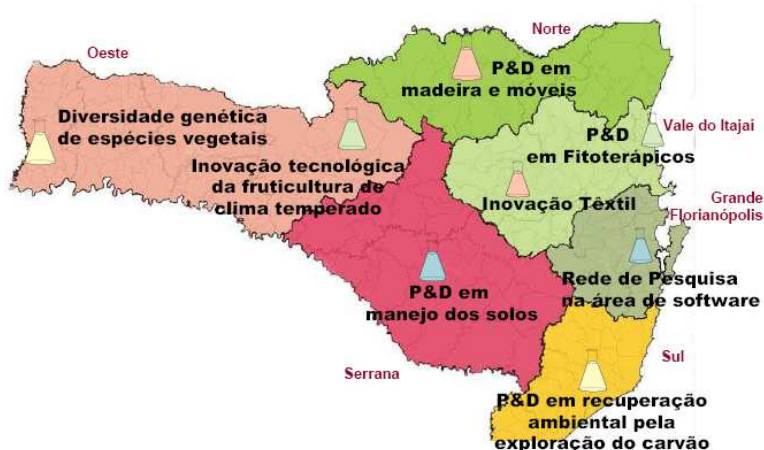 Oeste
Norte
P&D em
madeira e móveis
Diversidade genética
de espécies vegetais
Vale do Itajaí
P&D
em Fitoterápicos
Inovação tecnológica
da fruticultura de
clima temperado
Inovação Têxtil
Grande
Florianópolis
Rede de Pesquisa
na área de software
P&D em
manejo dos solos
Serrana
Sul
P&D em recuperação
ambiental pela
exploração do carvão